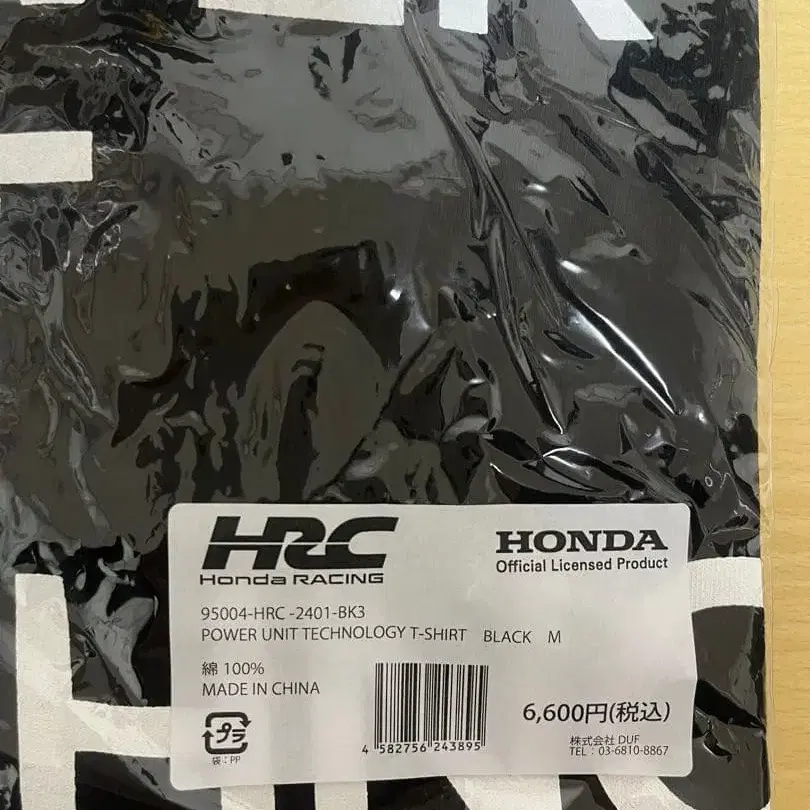 HRC
Honda RACING
HONDA
Official Licensed Product
95004-HRC -2401-BK3
POWER UNIT TECHNOLOGY T-SHIRT BLACK M
綿 100%
MADE IN CHINA
6,600円(税込)
プラ
袋：PP
4 582756 243895
株式会社 DUF
TEL：03-6810-8867